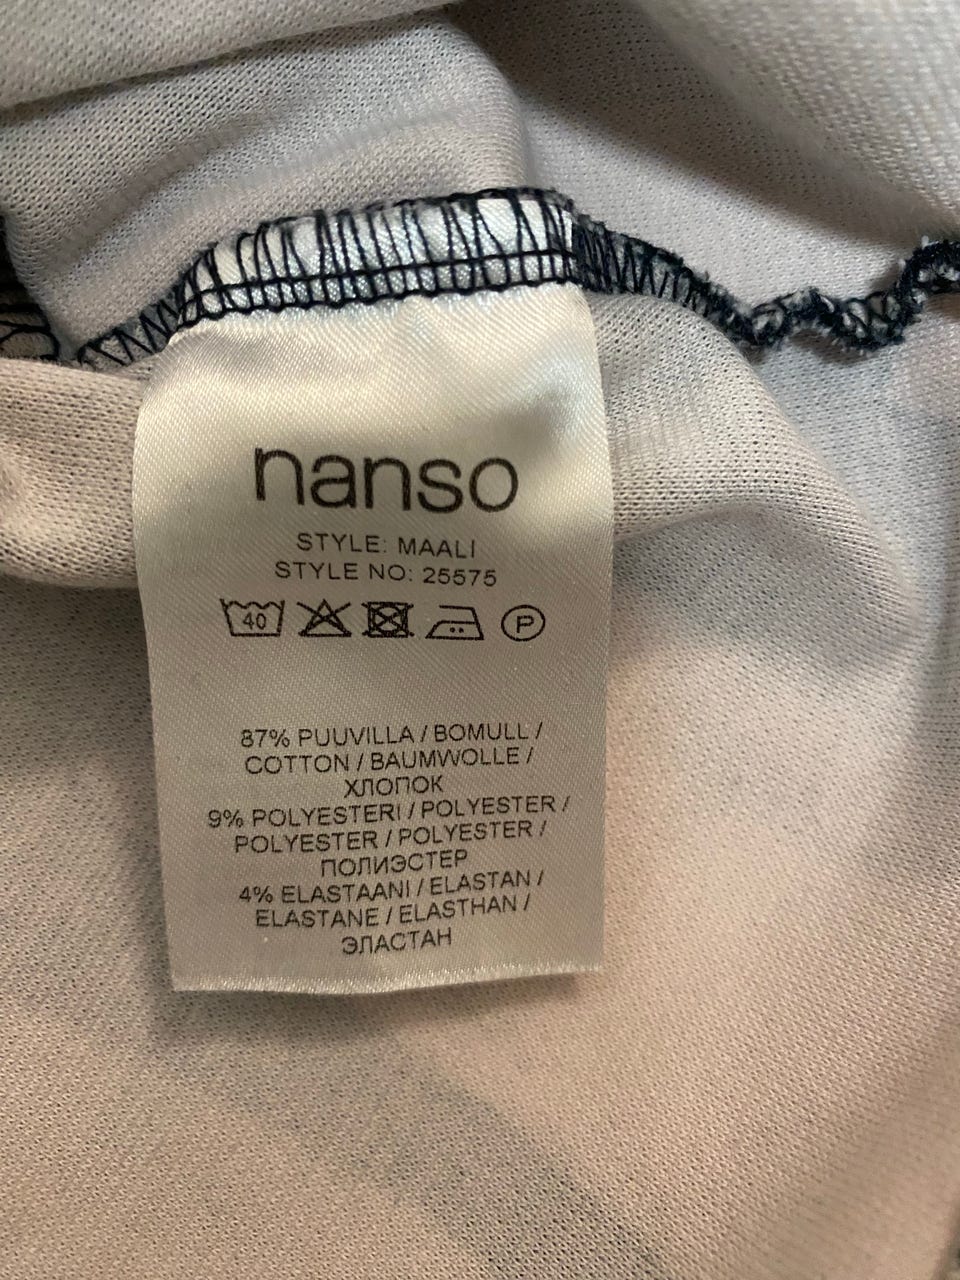 nanso
STYLE: MAALI
STYLE NO: 25575
40 P
87% PUUVILLA / BOMULL /
COTTON / BAUMWOLLE /
ХЛОПОК
9% POLYESTERI / POLYESTER /
POLYESTER / POLYESTER /
ПОЛИЭСТЕР
4% ELASTAANI / ELASTAN /
ELASTANE / ELASTHAN /
ЭЛАСТАН